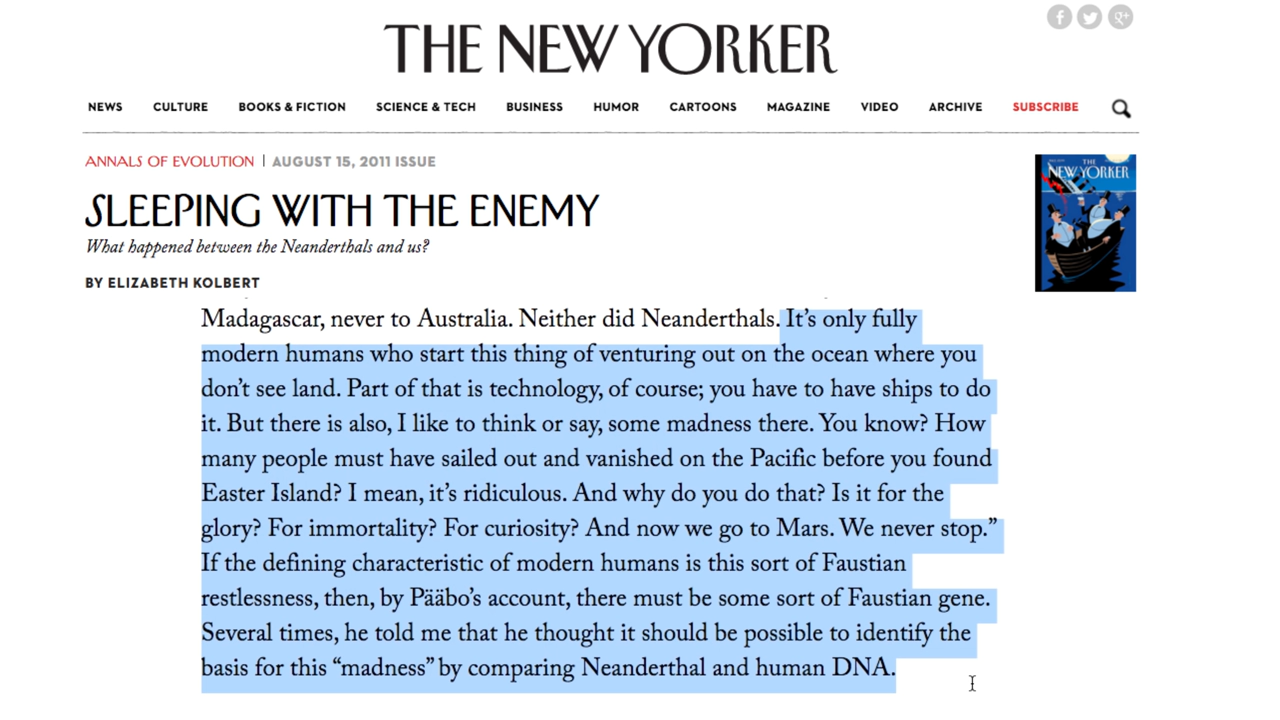 THE NEW YORKER
NEWS CULTURE BOOKS & FICTION SCIENCE & TECH BUSINESS HUMOR CARTOONS MAGAZINE VIDEO ARCHIVE SUBSCRIBE
ANNALS OF EVOLUTION | AUGUST 15, 2011 ISSUE
SLEEPING WITH THE ENEMY
What happened between the Neanderthals and us?
BY ELIZABETH KOLBERT
THE
NEW YORKER
Madagascar, never to Australia. Neither did Neanderthals. It’s only fully
modern humans who start this thing of venturing out on the ocean where you
don’t see land. Part of that is technology, of course; you have to have ships to do
it. But there is also, I like to think or say, some madness there. You know? How
many people must have sailed out and vanished on the Pacific before you found
Easter Island? I mean, it’s ridiculous. And why do you do that? Is it for the
glory? For immortality? For curiosity? And now we go to Mars. We never stop.”
If the defining characteristic of modern humans is this sort of Faustian
restlessness, then, by Pääbo’s account, there must be some sort of Faustian gene.
Several times, he told me that he thought it should be possible to identify the
basis for this “madness” by comparing Neanderthal and human DNA.